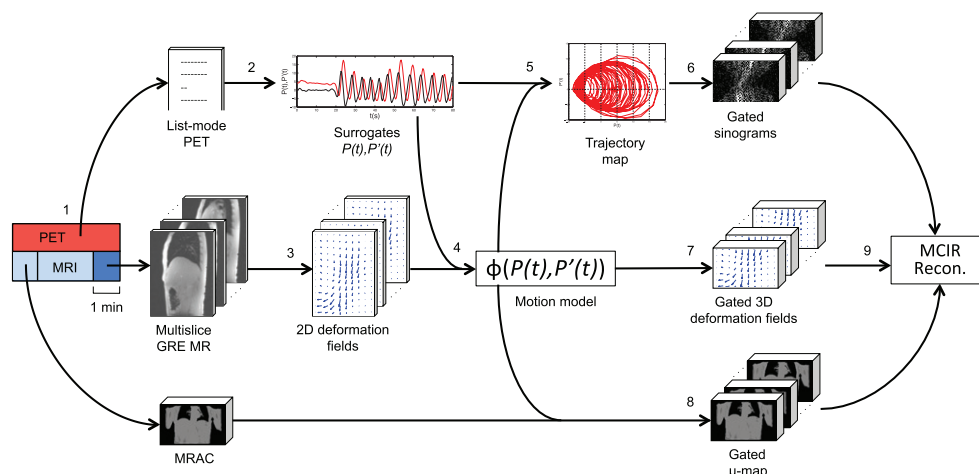 1
PET
MRI
1 min
2
List-mode
PET
P(t),P'(t)
t(s)
Surrogates
P(t),P'(t)
5
P'(t)
P(t)
Trajectory
map
6
Gated
sinograms
Multislice
GRE MR
3
2D deformation
fields
4
ϕ(P(t),P'(t))
Motion model
7
Gated 3D
deformation fields
9
MCIR
Recon.
MRAC
8
Gated
μ-map